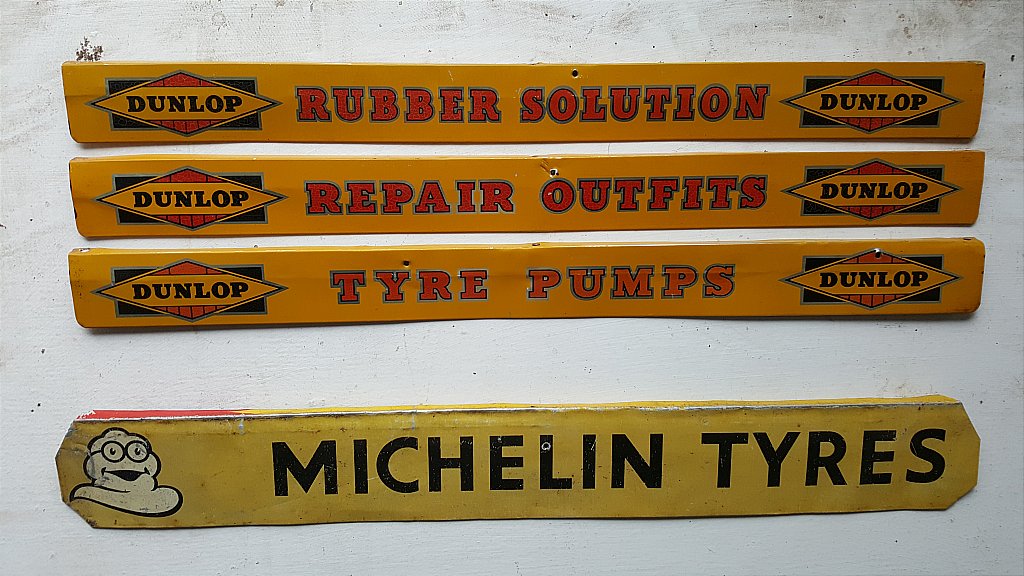 DUNLOP RUBBER SOLUTION DUNLOP
DUNLOP REPAIR OUTFITS DUNLOP
DUNLOP TYRE PUMPS DUNLOP
MICHELIN TYRES